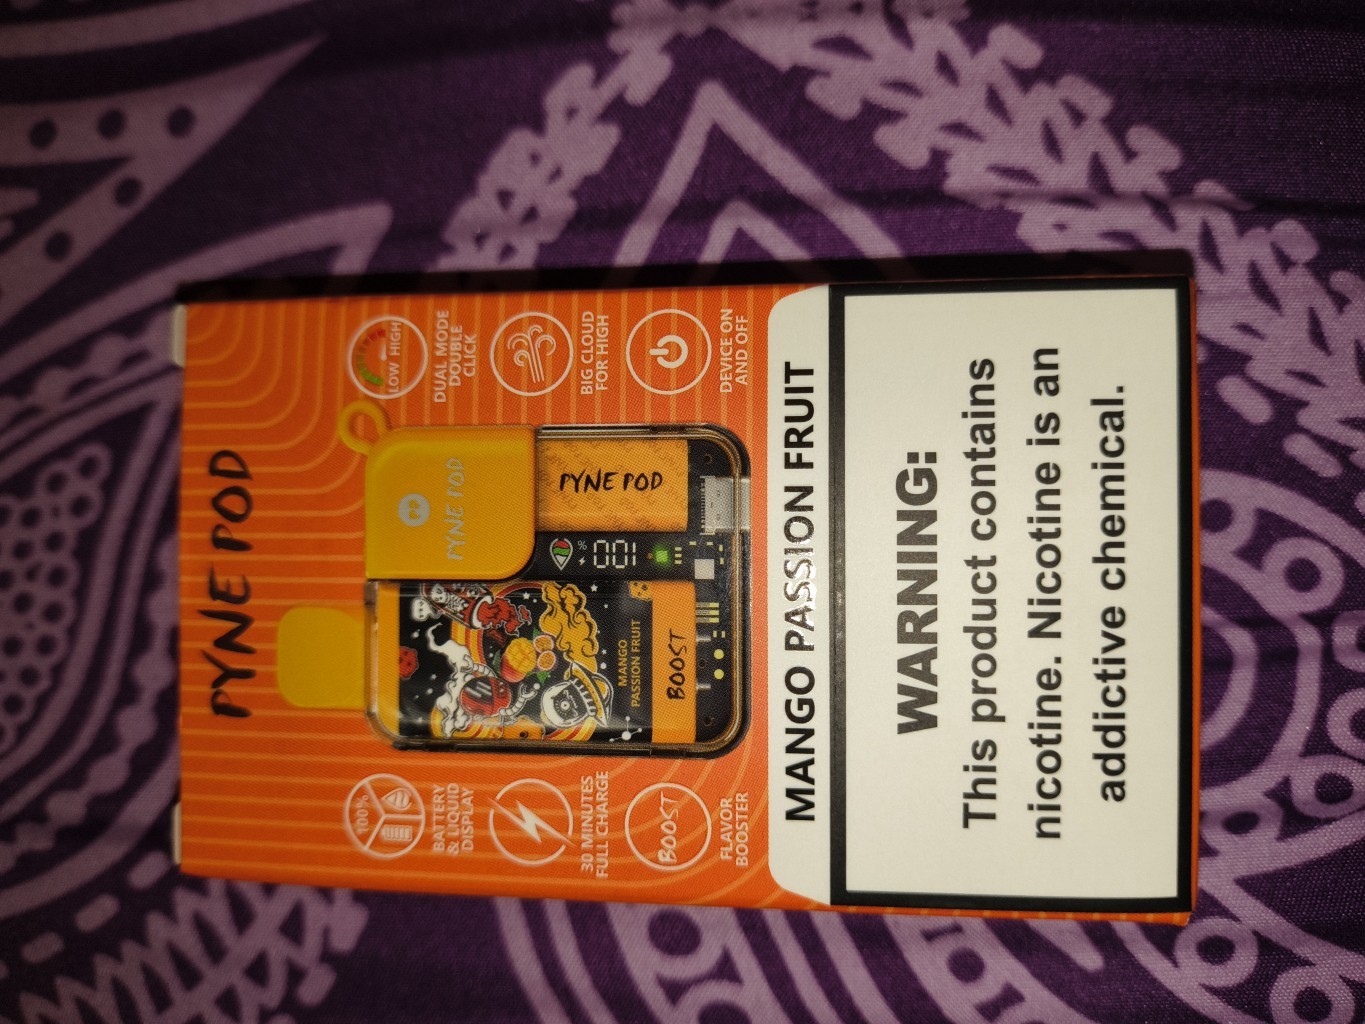 PYNE POD
100%
BATTERY
& LIQUID
DISPLAY
30 MINUTES
FULL CHARGE
BOOST
FLAVOR
BOOSTER
MANGO
PASSION FRUIT
BOOST
PYNE POD
%
100
PYNE POD
LOW HIGH
DUAL MODE
DOUBLE
CLICK
BIG CLOUD
FOR HIGH
DEVICE ON
AND OFF
MANGO PASSION FRUIT
WARNING:
This product contains
nicotine. Nicotine is an
addictive chemical.